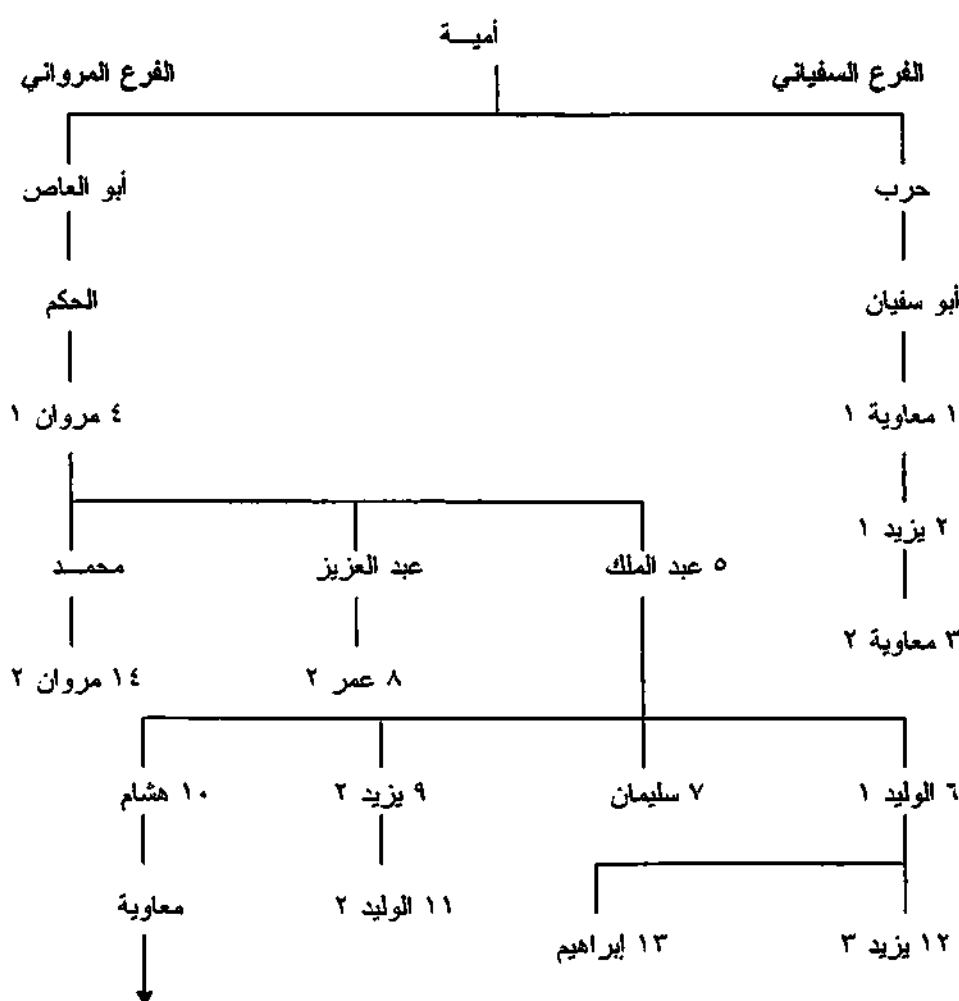 أميـــة
الفرع السفياني الفرع المرواني
حرب أبو العاص
أبو سفيان الحكم
١ معاوية ١ ٤ مروان ١
٢ يزيد ١
٥ عبد الملك عبد العزيز محمــد
٣ معاوية ٢
٨ عمر ٢ ١٤ مروان ٢
٦ الوليد ١ ٧ سليمان ٩ يزيد ٢ ١٠ هشام
١١ الوليد ٢ معاوية
١٢ يزيد ٣ ١٣ إبراهيم